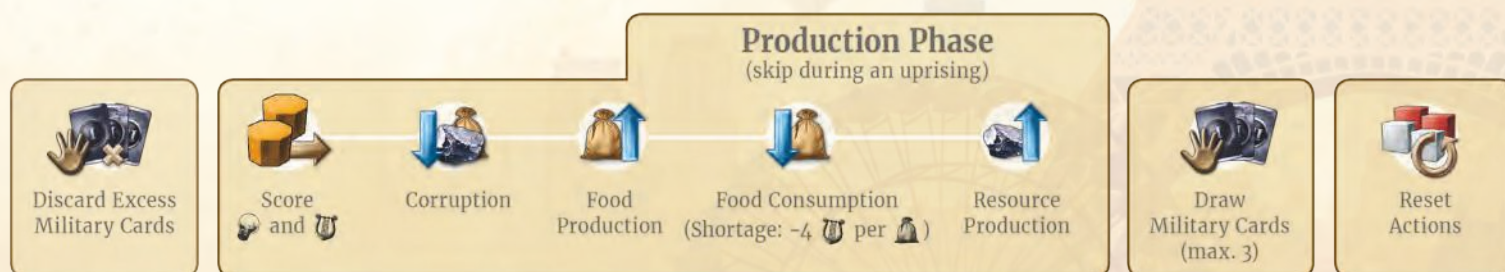 Production Phase
(skip during an uprising)
Discard Excess
Military Cards
Score
and
Corruption
Food
Production
Food Consumption
(Shortage: -4 per )
Resource
Production
Draw
Military Cards
(max. 3)
Reset
Actions